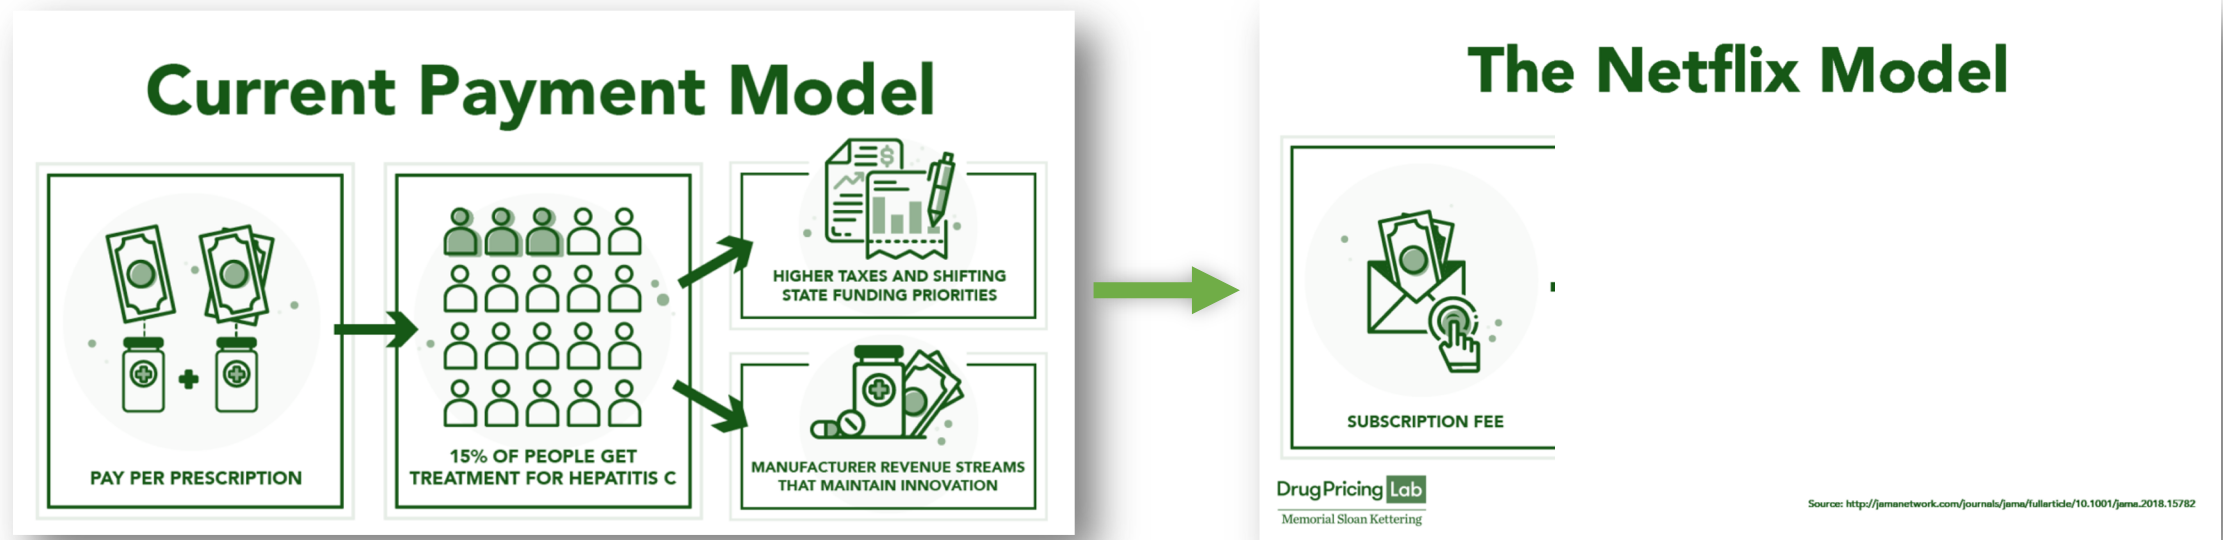 Current Payment Model
PAY PER PRESCRIPTION
15% OF PEOPLE GET
TREATMENT FOR HEPATITIS C
$
HIGHER TAXES AND SHIFTING
STATE FUNDING PRIORITIES
MANUFACTURER REVENUE STREAMS
THAT MAINTAIN INNOVATION
The Netflix Model
SUBSCRIPTION FEE
DrugPricing Lab
Memorial Sloan Kettering
Source: http://jamanetwork.com/journals/jama/fullarticle/10.1001/jama.2018.15782